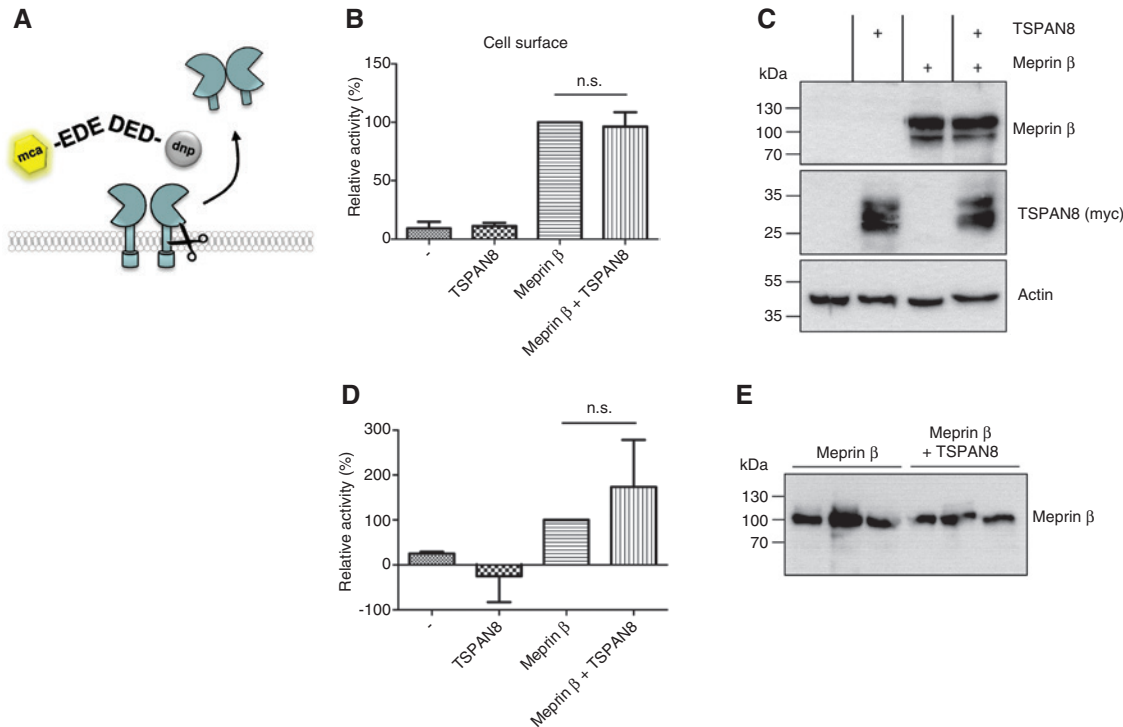 A
mca
-EDE DED-
dnp
B
Cell surface
Relative activity (%)
150
100
50
0
n.s.
-
TSPAN8
Meprin β
Meprin β + TSPAN8
C
+ + TSPAN8
+ + Meprin β
kDa
130
100
70
Meprin β
35
25
TSPAN8 (myc)
55
35
Actin
D
Relative activity (%)
300
200
100
0
-100
n.s.
-
TSPAN8
Meprin β
Meprin β + TSPAN8
E
Meprin β
Meprin β
+ TSPAN8
kDa
130
100
70
Meprin β